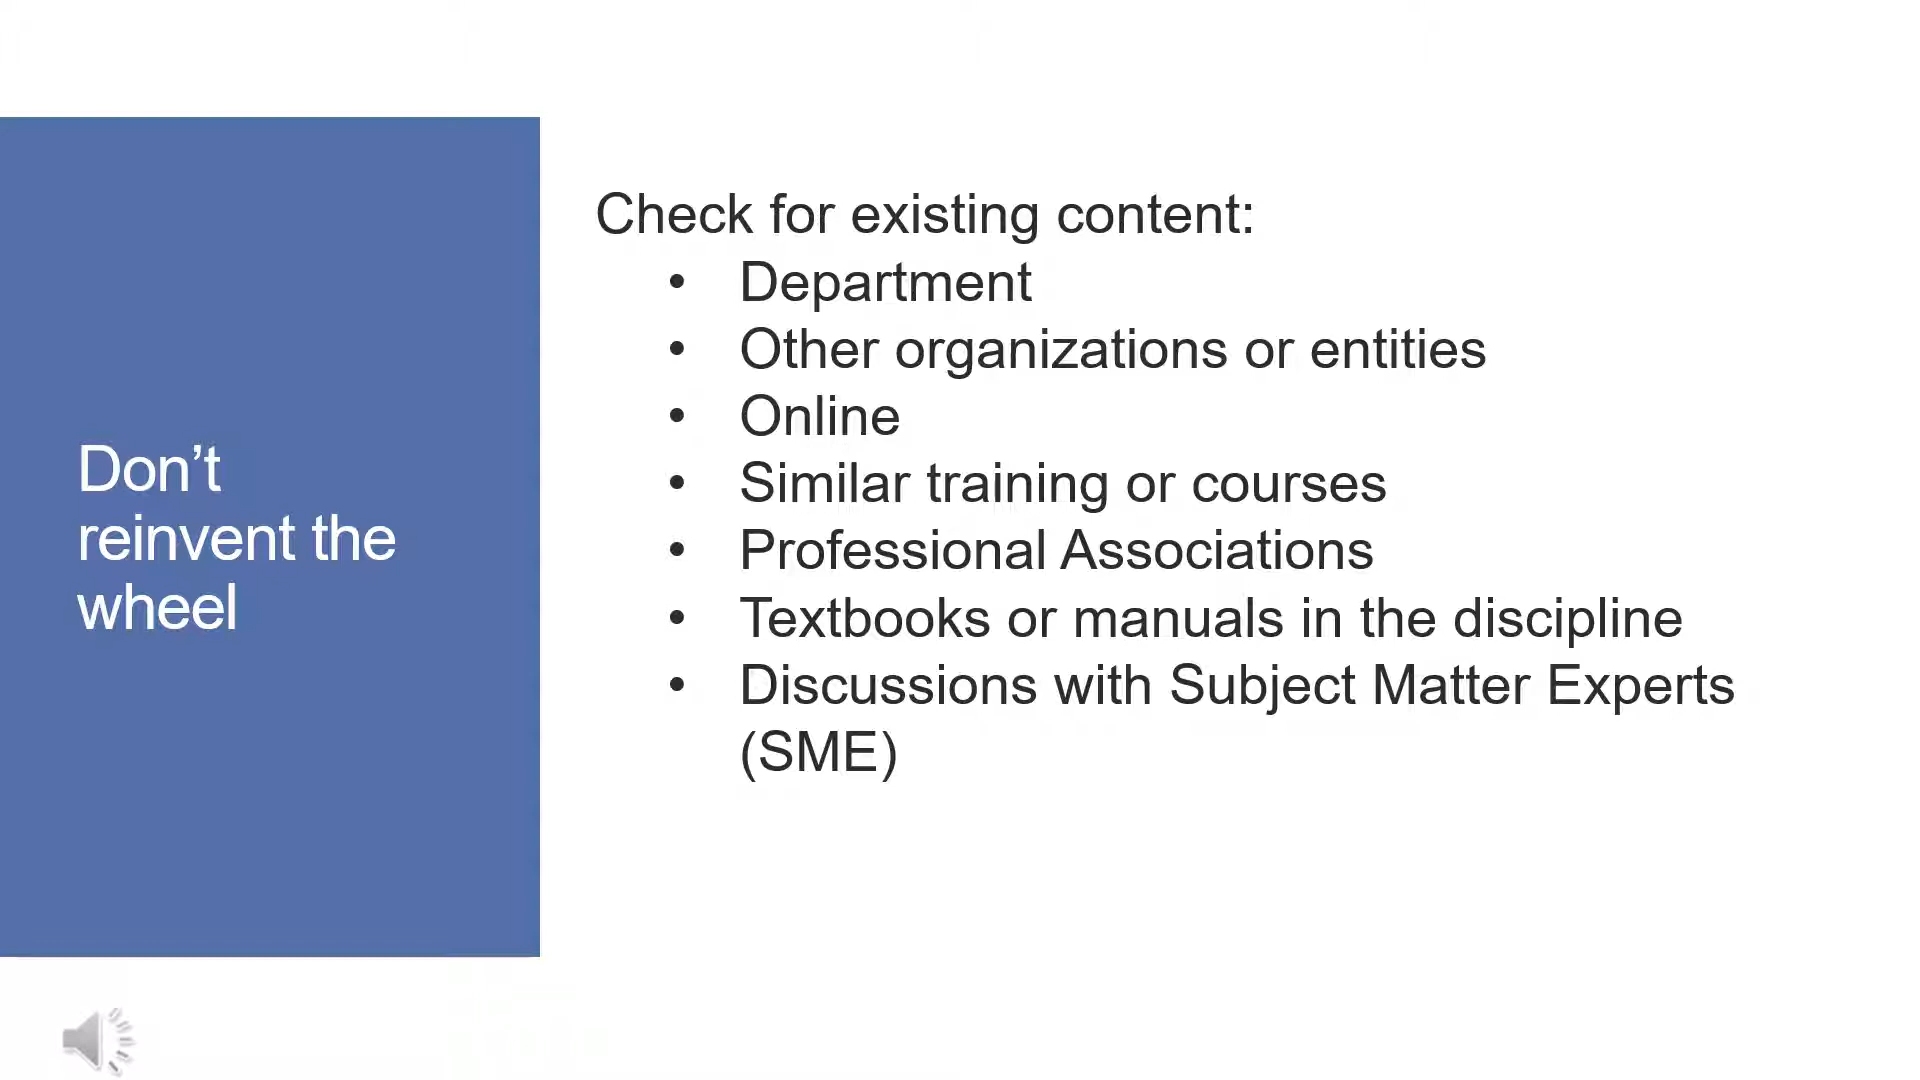 Don’t
reinvent the
wheel
Check for existing content:
• Department
• Other organizations or entities
• Online
• Similar training or courses
• Professional Associations
• Textbooks or manuals in the discipline
• Discussions with Subject Matter Experts
(SME)